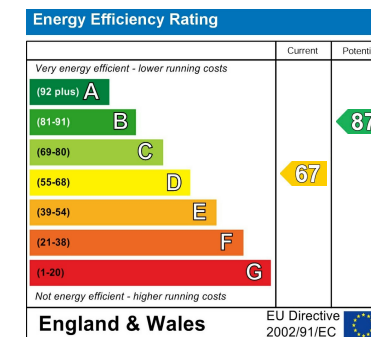 Energy Efficiency Rating
Current Potenti
Very energy efficient - lower running costs
(92 plus) A
(81-91) B
87
(69-80) C
(55-68) D
67
(39-54) E
(21-38) F
(1-20) G
Not energy efficient - higher running costs
England & Wales
EU Directive
2002/91/EC